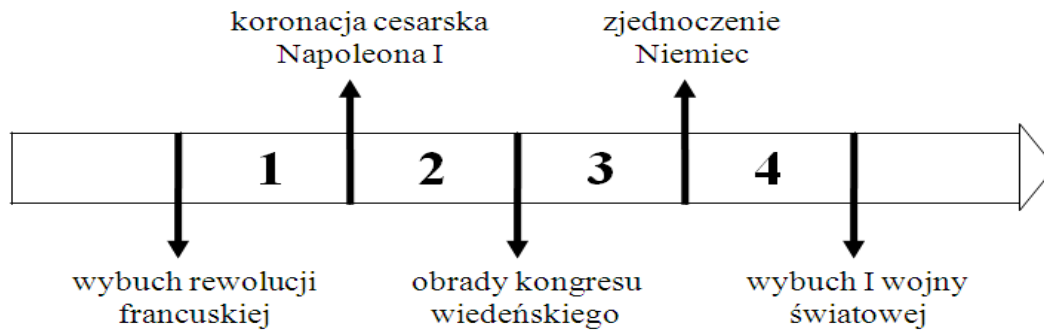 koronacja cesarska
Napoleona I
zjednoczenie
Niemiec
1
2
3
4
wybuch rewolucji
francuskiej
obrady kongresu
wiedeńskiego
wybuch I wojny
światowej